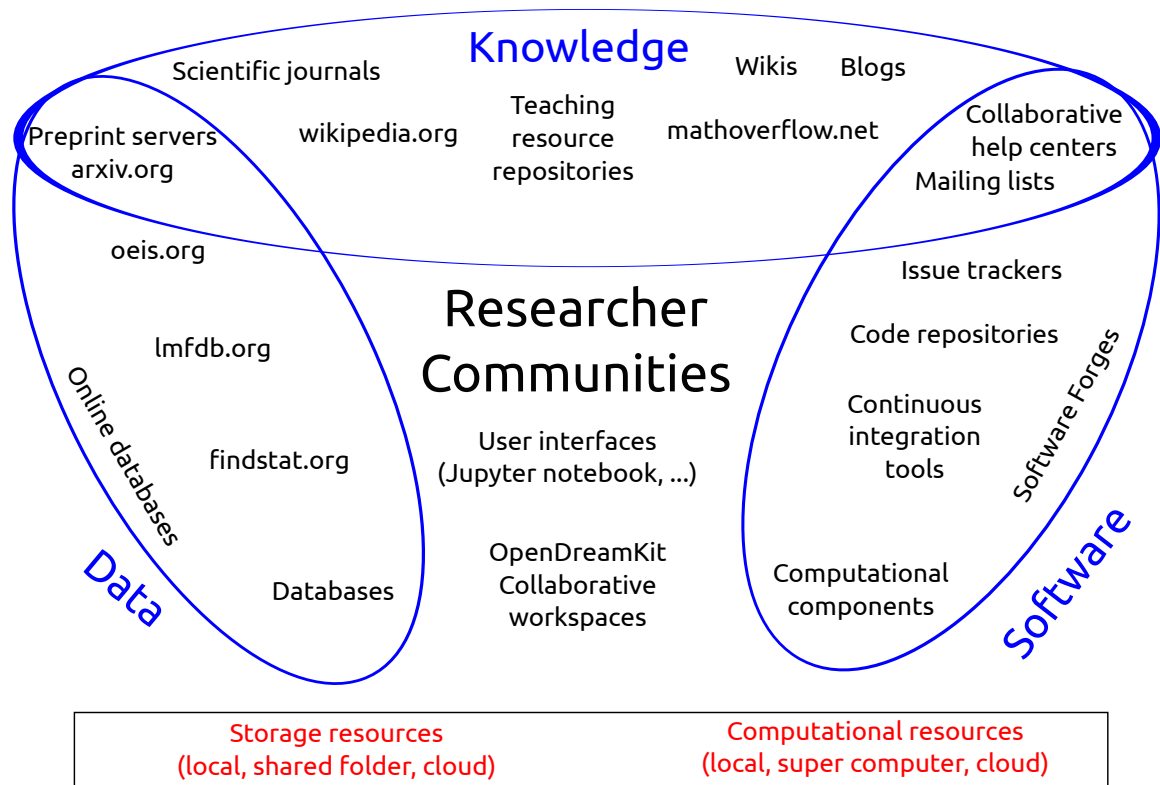 Knowledge
Scientific journals
Wikis
Blogs
Preprint servers
arxiv.org
wikipedia.org
Teaching
resource
repositories
mathoverflow.net
Collaborative
help centers
Mailing lists
oeis.org
lmfdb.org
findstat.org
Online databases
Databases
Data
Researcher
Communities
User interfaces
(Jupyter notebook, ...)
OpenDreamKit
Collaborative
workspaces
Issue trackers
Code repositories
Continuous
integration
tools
Software Forges
Computational
components
Software
Storage resources
(local, shared folder, cloud)
Computational resources
(local, super computer, cloud)